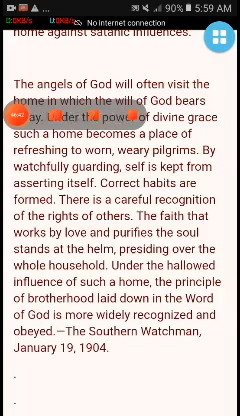 90% 5:59 AM
No internet connection
home against satanic influences.
The angels of God will often visit the
home in which the will of God bears
Under the power of divine grace
46:42
such a home becomes a place of
refreshing to worn, weary pilgrims. By
watchfully guarding, self is kept from
asserting itself. Correct habits are
formed. There is a careful recognition
of the rights of others. The faith that
works by love and purifies the soul
stands at the helm, presiding over the
whole household. Under the hallowed
influence of such a home, the principle
of brotherhood laid down in the Word
of God is more widely recognized and
obeyed.—The Southern Watchman,
January 19, 1904.
.
.